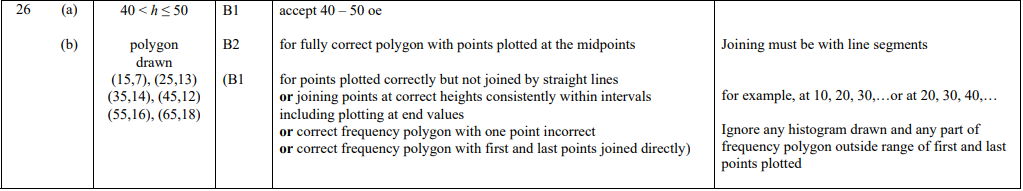 26 (a) 40 < h ≤ 50 B1 accept 40 – 50 oe
(b) polygon B2 for fully correct polygon with points plotted at the midpoints Joining must be with line segments
drawn
(15,7), (25,13) (B1 for points plotted correctly but not joined by straight lines
(35,14), (45,12) or joining points at correct heights consistently within intervals for example, at 10, 20, 30,…or at 20, 30, 40,…
(55,16), (65,18) including plotting at end values
or correct frequency polygon with one point incorrect Ignore any histogram drawn and any part of
or correct frequency polygon with first and last points joined directly) frequency polygon outside range of first and last
points plotted